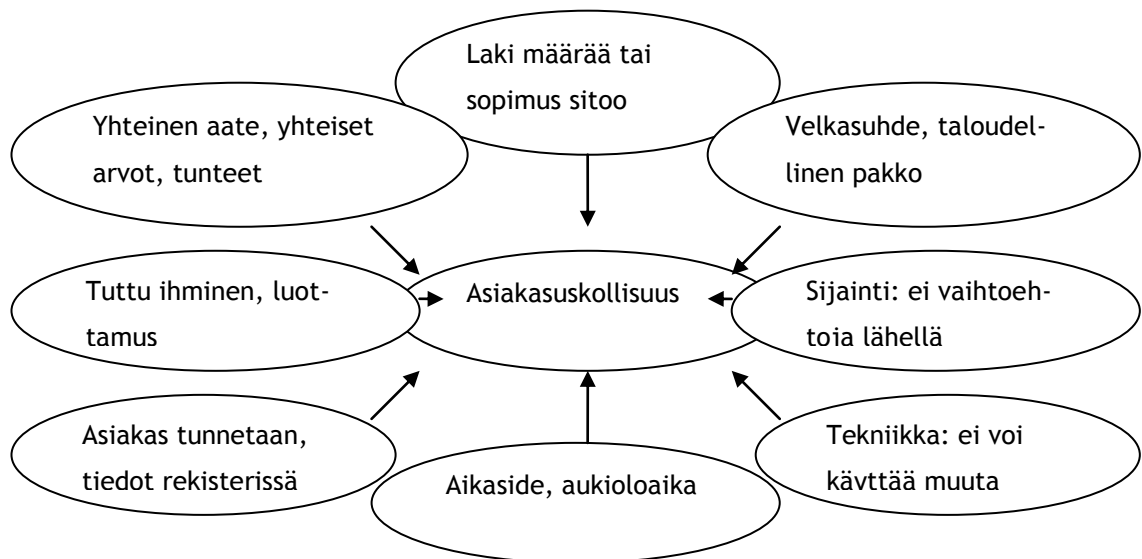 Laki määrää tai
sopimus sitoo
Yhteinen aate, yhteiset
arvot, tunteet
Velkasuhde, taloudel-
linen pakko
Tuttu ihminen, luot-
tamus
Asiakasuskollisuus
Sijainti: ei vaihtoeh-
toja lähellä
Asiakas tunnetaan,
tiedot rekisterissä
Aikaside, aukioloaika
Tekniikka: ei voi
käyttää muuta